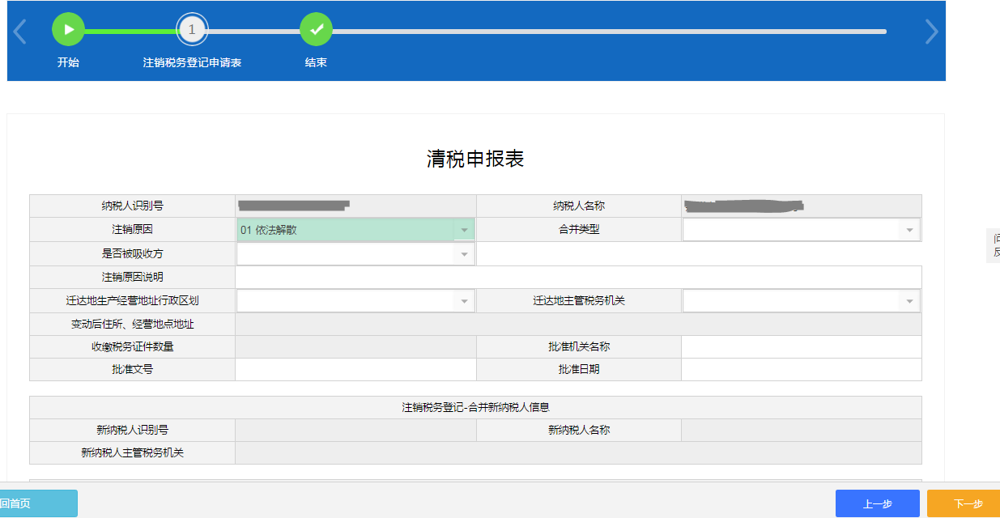 1
开始
注销税务登记申请表
结束
清税申报表
纳税人识别号
纳税人名称
注销原因
01 依法解散
合并类型
是否被吸收方
注销原因说明
迁达地生产经营地址行政区划
迁达地主管税务机关
变动后住所、经营地点地址
收缴税务证件数量
批准机关名称
批准文号
批准日期
注销税务登记-合并新纳税人信息
新纳税人识别号
新纳税人名称
新纳税人主管税务机关
回首页
上一步
下一步